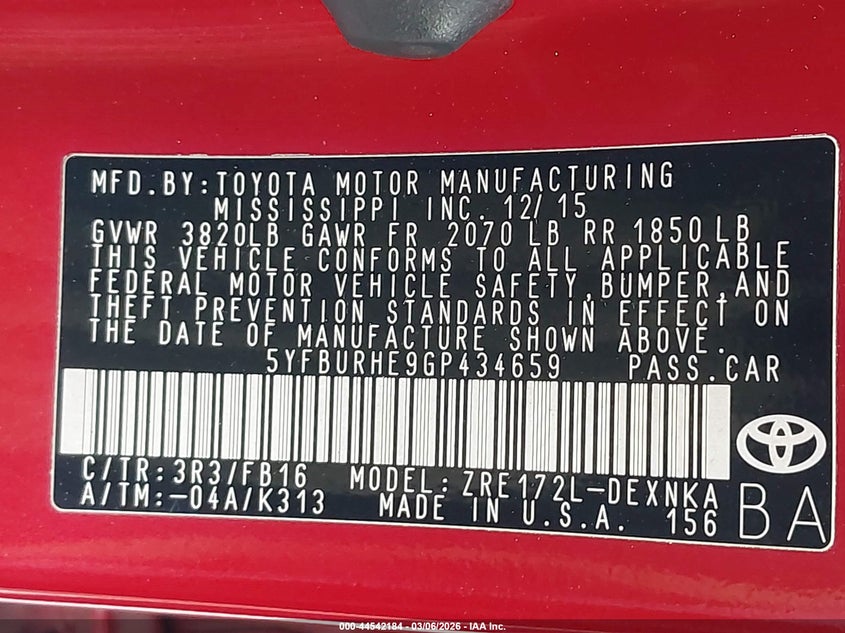 MFD.BY:TOYOTA MOTOR MANUFACTURING
MISSISSIPPI INC. 12/15
GVWR 3820LB GAWR FR 2070 LB RR 1850 LB
THIS VEHICLE CONFORMS TO ALL APPLICABLE
FEDERAL MOTOR VEHICLE SAFETY,BUMPER,AND
THEFT PREVENTION STANDARDS IN EFFECT ON
THE DATE OF MANUFACTURE SHOWN ABOVE.
5YFBURHE9GP434659 PASS.CAR
C/TR:3R3/FB16 MODEL:ZRE172L-DEXNKA
A/TM:-04A/K313 MADE IN U.S.A. 156
BA
000-44542184 - 03/06/2026 - IAA Inc.